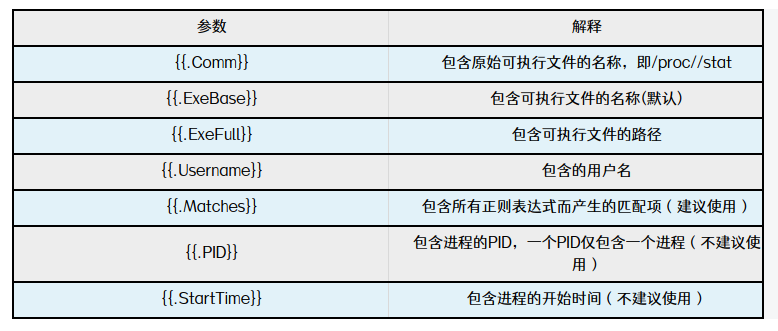 参数 解释
{{.Comm}} 包含原始可执行文件的名称，即/proc//stat
{{.ExeBase}} 包含可执行文件的名称(默认)
{{.ExeFull}} 包含可执行文件的路径
{{.Username}} 包含的用户名
{{.Matches}} 包含所有正则表达式而产生的匹配项（建议使用）
{{.PID}} 包含进程的PID，一个PID仅包含一个进程（不建议使
用）
{{.StartTime}} 包含进程的开始时间（不建议使用）